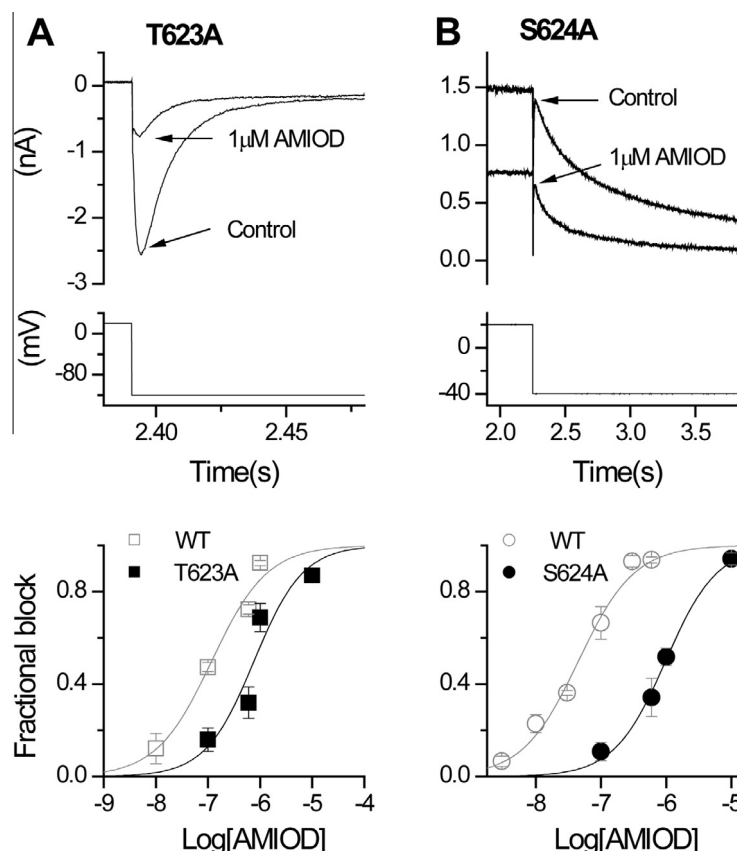 A
T623A
B
S624A
0
-1
-2
-3
(nA)
1μM AMIOD
Control
1.5
1.0
0.5
0.0
Control
1μM AMIOD
0
-80
(mV)
2.40
2.45
Time(s)
0
-40
2.0
2.5
3.0
3.5
Time(s)
WT
T623A
0.8
0.4
0.0
Fractional block
-9
-8
-7
-6
-5
-4
Log[AMIOD]
WT
S624A
0.8
0.4
0.0
-8
-7
-6
-5
Log[AMIOD]